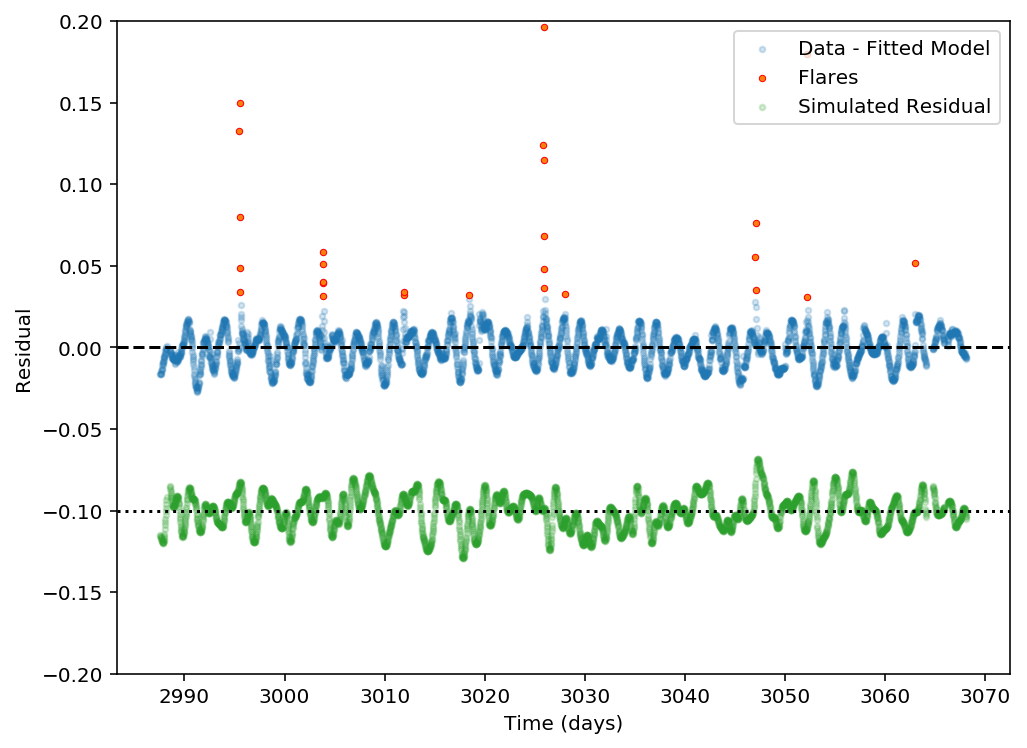 0.20
0.15
0.10
0.05
0.00
−0.05
−0.10
−0.15
−0.20
Residual
Data - Fitted Model
Flares
Simulated Residual
2990 3000 3010 3020 3030 3040 3050 3060 3070
Time (days)